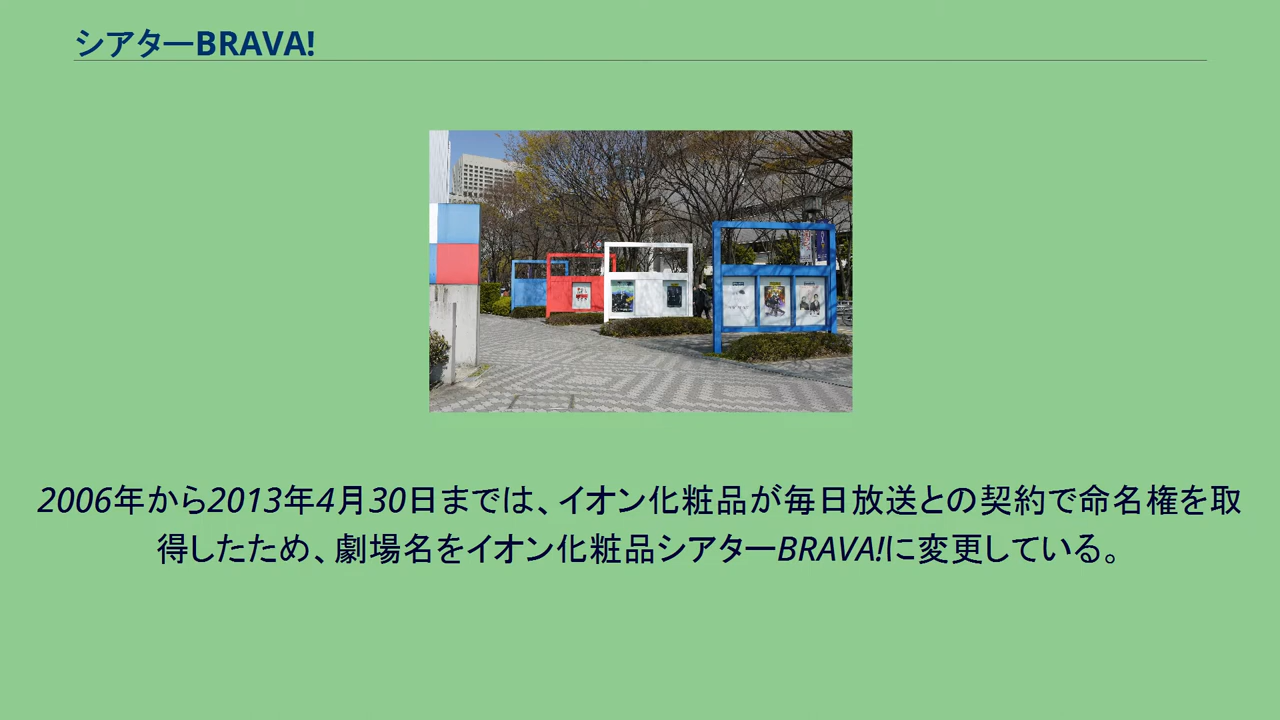 シアターBRAVA!
2006年から2013年4月30日までは、イオン化粧品が毎日放送との契約で命名権を取
得したため、劇場名をイオン化粧品シアターBRAVA!に変更している。